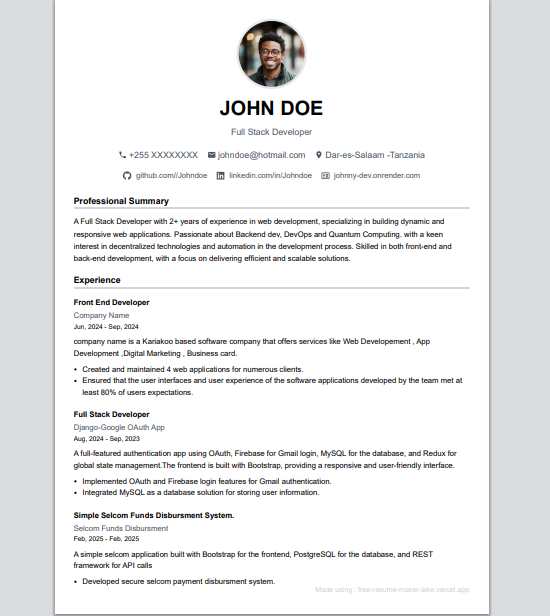 JOHN DOE
Full Stack Developer
+255 XXXXXXXX johndoe@hotmail.com Dar-es-Salaam -Tanzania
github.com//Johndoe linkedin.com/in/Johndoe johnny-dev.onrender.com
Professional Summary
A Full Stack Developer with 2+ years of experience in web development, specializing in building dynamic and
responsive web applications. Passionate about Backend dev, DevOps and Quantum Computing. with a keen
interest in decentralized technologies and automation in the development process. Skilled in both front-end and
back-end development, with a focus on delivering efficient and scalable solutions.
Experience
Front End Developer
Company Name
Jun, 2024 - Sep, 2024
company name is a Kariakoo based software company that offers services like Web Developement , App
Development ,Digital Marketing , Business card.
• Created and maintained 4 web applications for numerous clients.
• Ensured that the user interfaces and user experience of the software applications developed by the team met at
least 80% of users expectations.
Full Stack Developer
Django-Google OAuth App
Aug, 2024 - Sep, 2023
A full-featured authentication app using OAuth, Firebase for Gmail login, MySQL for the database, and Redux for
global state management.The frontend is built with Bootstrap, providing a responsive and user-friendly interface.
• Implemented OAuth and Firebase login features for Gmail authentication.
• Integrated MySQL as a database solution for storing user information.
Simple Selcom Funds Disbursment System.
Selcom Funds Disbursment
Feb, 2025 - Feb, 2025
A simple selcom application built with Bootstrap for the frontend, PostgreSQL for the database, and REST
framework for API calls
• Developed secure selcom payment disbursment system.
Made using : free-resume-maker-lake.vercel.app